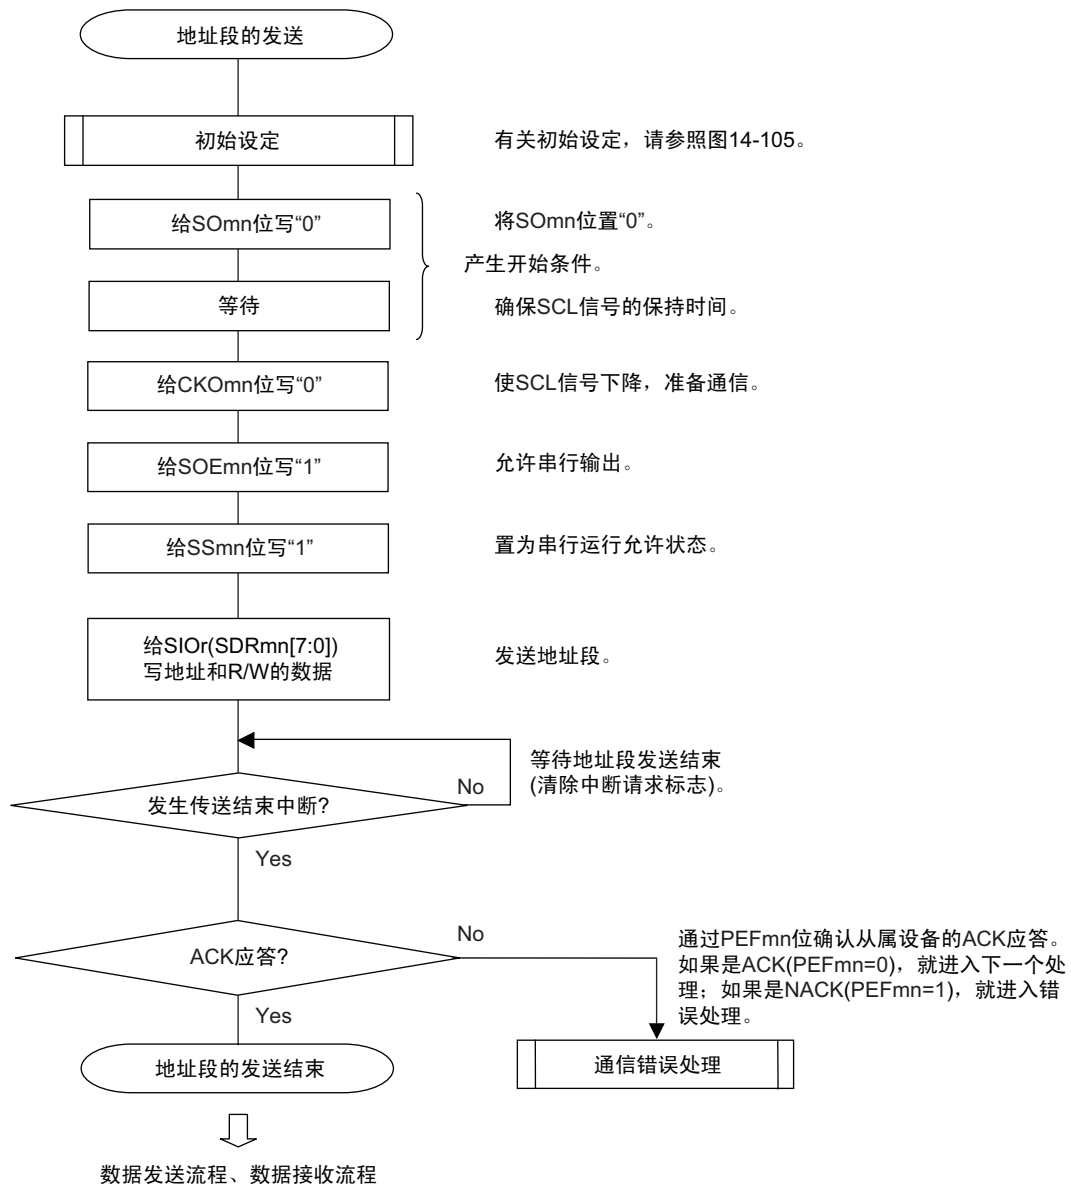 地址段的发送
初始设定
有关初始设定，请参照图14-105。
给SOmn位写“0”
将SOmn位置“0”。
产生开始条件。
等待
确保SCL信号的保持时间。
给CKOmn位写“0”
使SCL信号下降，准备通信。
给SOEmn位写“1”
允许串行输出。
给SSmn位写“1”
置为串行运行允许状态。
给SIOr(SDRmn[7:0])
写地址和R/W的数据
发送地址段。
等待地址段发送结束
(清除中断请求标志)。
发生传送结束中断?
No
Yes
ACK应答?
No
通过PEFmn位确认从属设备的ACK应答。
如果是ACK(PEFmn=0)，就进入下一个处
理；如果是NACK(PEFmn=1)，就进入错
误处理。
Yes
地址段的发送结束
通信错误处理
数据发送流程、数据接收流程